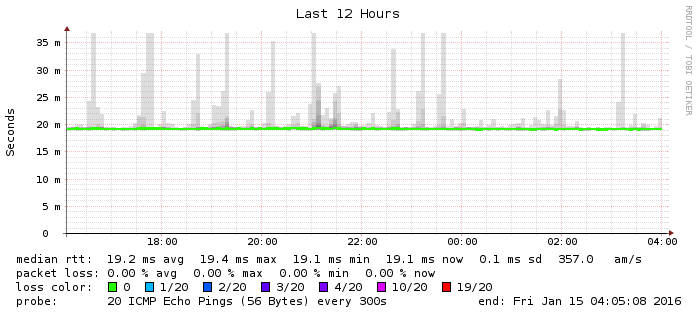 Last 12 Hours
RRDTOOL / TOBI OETIKER
Seconds
35 m
30 m
25 m
20 m
15 m
10 m
5 m
0
18:00 20:00 22:00 00:00 02:00 04:00
median rtt: 19.2 ms avg 19.4 ms max 19.1 ms min 19.1 ms now 0.1 ms sd 357.0 am/s
packet loss: 0.00 % avg 0.00 % max 0.00 % min 0.00 % now
loss color: 0 1/20 2/20 3/20 4/20 10/20 19/20
probe: 20 ICMP Echo Pings (56 Bytes) every 300s end: Fri Jan 15 04:05:08 2016